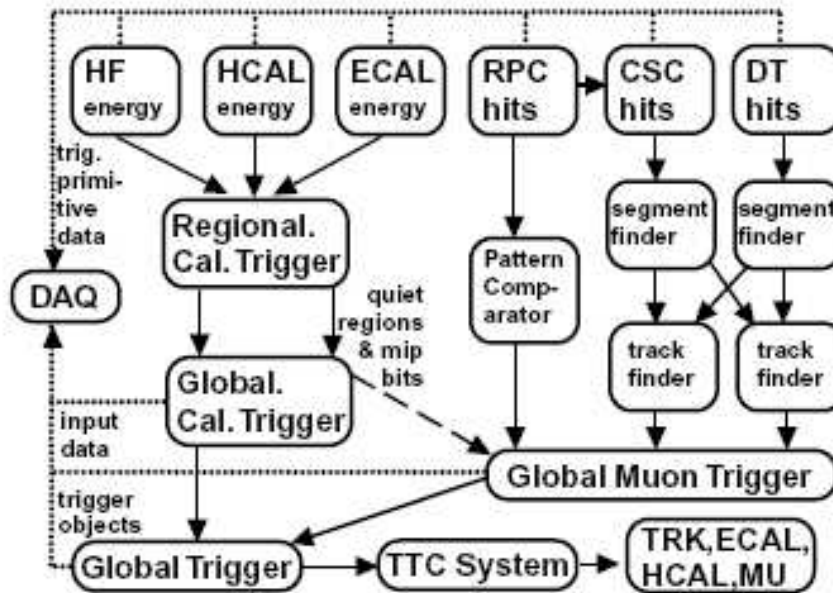 HF
energy
HCAL
energy
ECAL
energy
RPC
hits
CSC
hits
DT
hits
trig.
primi-
tive
data
Regional.
Cal. Trigger
segment
finder
segment
finder
Pattern
Comp-
arator
DAQ
quiet
regions
& mip
bits
Global.
Cal. Trigger
track
finder
track
finder
input
data
Global Muon Trigger
trigger
objects
Global Trigger
TTC System
TRK,ECAL,
HCAL,MU